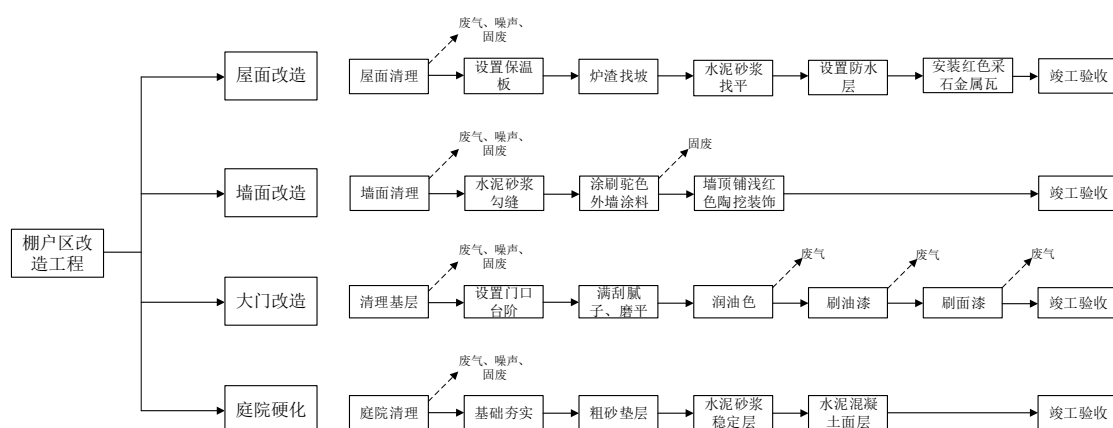 废气、噪声、
固废
屋面改造
屋面清理
设置保温
板
炉渣找坡
水泥砂浆
找平
设置防水
层
安装红色采
石金属瓦
竣工验收
废气、噪声、
固废
固废
墙面改造
墙面清理
水泥砂浆
勾缝
涂刷驼色
外墙涂料
墙顶铺浅红
色陶挖装饰
竣工验收
棚户区改
造工程
废气、噪声、
固废
废气
废气
废气
大门改造
清理基层
设置门口
台阶
满刮腻
子、磨平
润油色
刷油漆
刷面漆
竣工验收
废气、噪声、
固废
庭院硬化
庭院清理
基础夯实
粗砂垫层
水泥砂浆
稳定层
水泥混凝
土面层
竣工验收